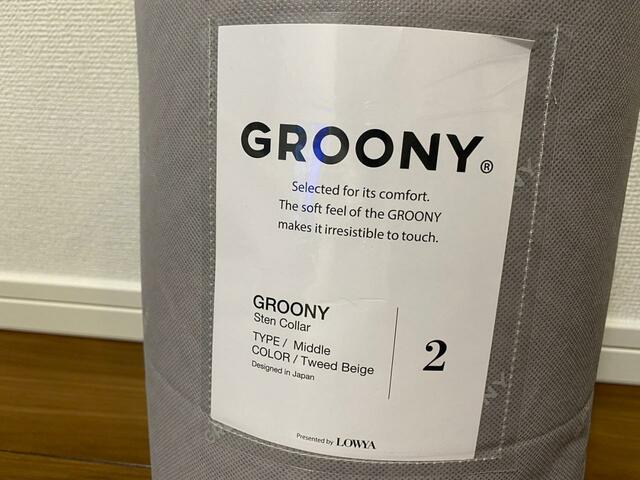 GROONY®
Selected for its comfort.
The soft feel of the GROONY
makes it irresistible to touch.
GROONY
Sten Collar
TYPE / Middle
COLOR / Tweed Beige
Designed in Japan
2
Presented by LOWYA